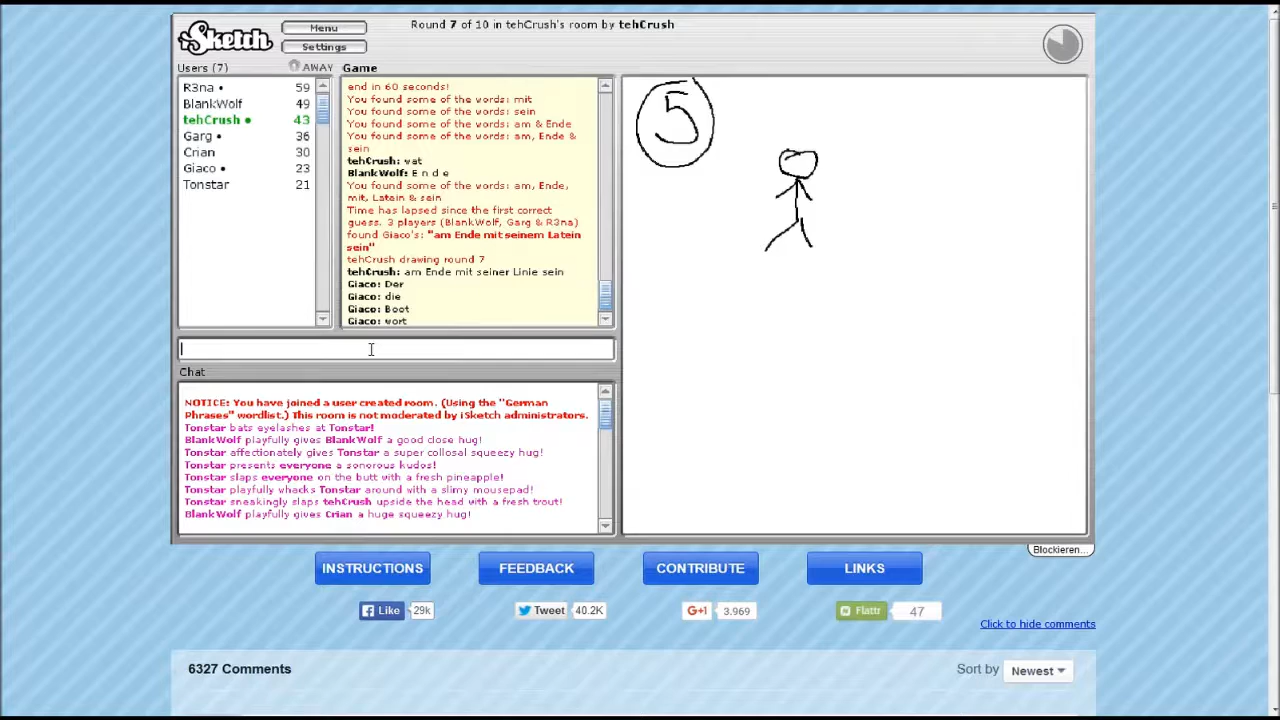 iSketch
Menu
Settings
Round 7 of 10 in tehCrush's room by tehCrush
Users (7)
AWAY
Game
R3na • 59
BlankWolf 49
tehCrush • 43
Garg • 36
Crian 30
Giaco • 23
Tonstar 21
end in 60 seconds!
You found some of the words: mit
You found some of the words: sein
You found some of the words: am & Ende
You found some of the words: am, Ende &
sein
tehCrush: wat
BlankWolf: E n d e
You found some of the words: am, Ende,
mit, Latein & sein
Time has lapsed since the first correct
guess. 3 players (BlankWolf, Garg & R3na)
found Giaco's: "am Ende mit seinem Latein
sein"
tehCrush drawing round 7
tehCrush: am Ende mit seiner Linie sein
Giaco: Der
Giaco: die
Giaco: Boot
Giaco: wort
5
Chat
NOTICE: You have joined a user created room. (Using the "German
Phrases" wordlist.) This room is not moderated by iSketch administrators.
Tonstar bats eyelashes at Tonstar!
BlankWolf playfully gives BlankWolf a good close hug!
Tonstar affectionately gives Tonstar a super collosal squeezy hug!
Tonstar presents everyone a sonorous kudos!
Tonstar slaps everyone on the butt with a fresh pineapple!
Tonstar playfully whacks Tonstar around with a slimy mousepad!
Tonstar sneakingly slaps tehCrush upside the head with a fresh trout!
BlankWolf playfully gives Crian a huge squeezy hug!
Blockieren...
INSTRUCTIONS
FEEDBACK
CONTRIBUTE
LINKS
Like 29k
Tweet 40.2K
G+1 3.969
Flattr 47
Click to hide comments
6327 Comments
Sort by Newest